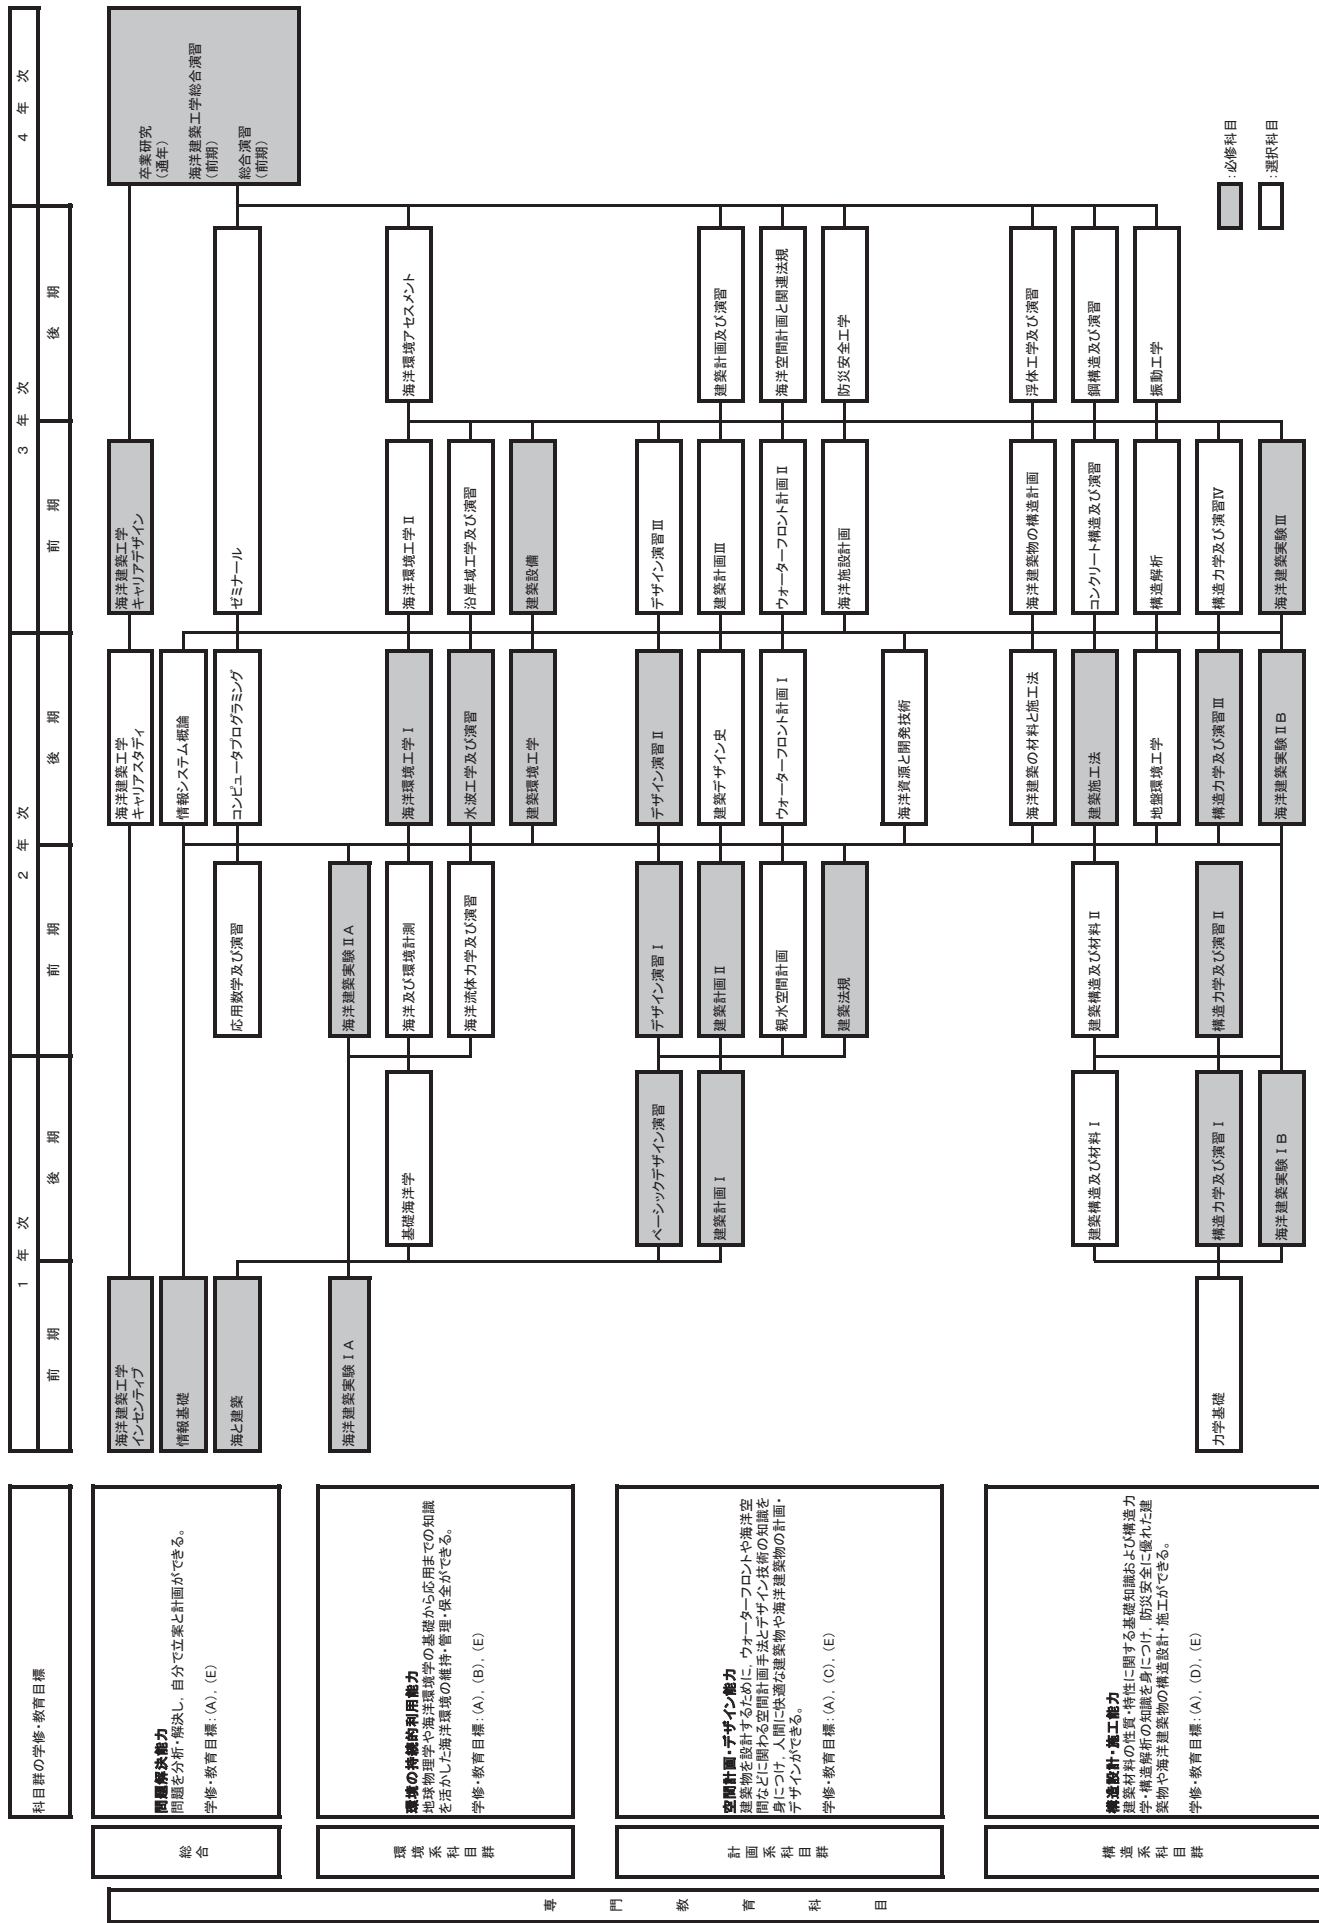 専門教育科目
科目群の学修・教育目標
1年次
2年次
3年次
4年次
前期
後期
前期
後期
前期
後期
総合
問題解決能力
問題を分析・解決し，自分で立案と計画ができる。
学修・教育目標：(A)，(E)
海洋建築工学
インセンティブ
海洋建築工学
キャリアスタディ
海洋建築工学
キャリアデザイン
卒業研究
（通年）
海洋建築工学総合演習
（前期）
総合演習
（前期）
情報基礎
情報システム概論
海と建築
応用数学及び演習
コンピュータプログラミング
ゼミナール
環境系科目群
環境の持続的利用能力
地球物理学や海洋環境学の基礎から応用までの知識
を活かした海洋環境の維持・管理・保全ができる。
学修・教育目標：(A)，(B)，(E)
海洋建築実験ⅠA
海洋建築実験ⅡA
基礎海洋学
海洋及び環境計測
海洋環境工学Ⅰ
海洋環境工学Ⅱ
海洋環境アセスメント
海洋流体力学及び演習
水波工学及び演習
沿岸域工学及び演習
建築環境工学
建築設備
計画系科目群
空間計画・デザイン能力
建築物を設計するために，ウォーターフロントや海洋空
間などに関わる空間計画手法とデザイン技術の知識を
身につけ，人間に快適な建築物や海洋建築物の計画・
デザインができる。
学修・教育目標：(A)，(C)，(E)
ベーシックデザイン演習
デザイン演習Ⅰ
デザイン演習Ⅱ
デザイン演習Ⅲ
建築計画Ⅰ
建築計画Ⅱ
建築デザイン史
建築計画Ⅲ
建築計画及び演習
親水空間計画
ウォーターフロント計画Ⅰ
ウォーターフロント計画Ⅱ
海洋空間計画と関連法規
建築法規
海洋施設計画
防災安全工学
海洋資源と開発技術
構造系科目群
構造設計・施工能力
建築材料の性質・特性に関する基礎知識および構造力
学・構造解析の知識を身につけ，防災安全に優れた建
築物や海洋建築物の構造設計・施工ができる。
学修・教育目標：(A)，(D)，(E)
海洋建築の材料と施工法
海洋建築物の構造計画
浮体工学及び演習
建築構造及び材料Ⅰ
建築構造及び材料Ⅱ
建築施工法
コンクリート構造及び演習
鋼構造及び演習
地盤環境工学
構造解析
振動工学
力学基礎
構造力学及び演習Ⅰ
構造力学及び演習Ⅱ
構造力学及び演習Ⅲ
構造力学及び演習Ⅳ
海洋建築実験ⅠB
海洋建築実験ⅡB
海洋建築実験Ⅲ
：必修科目
：選択科目